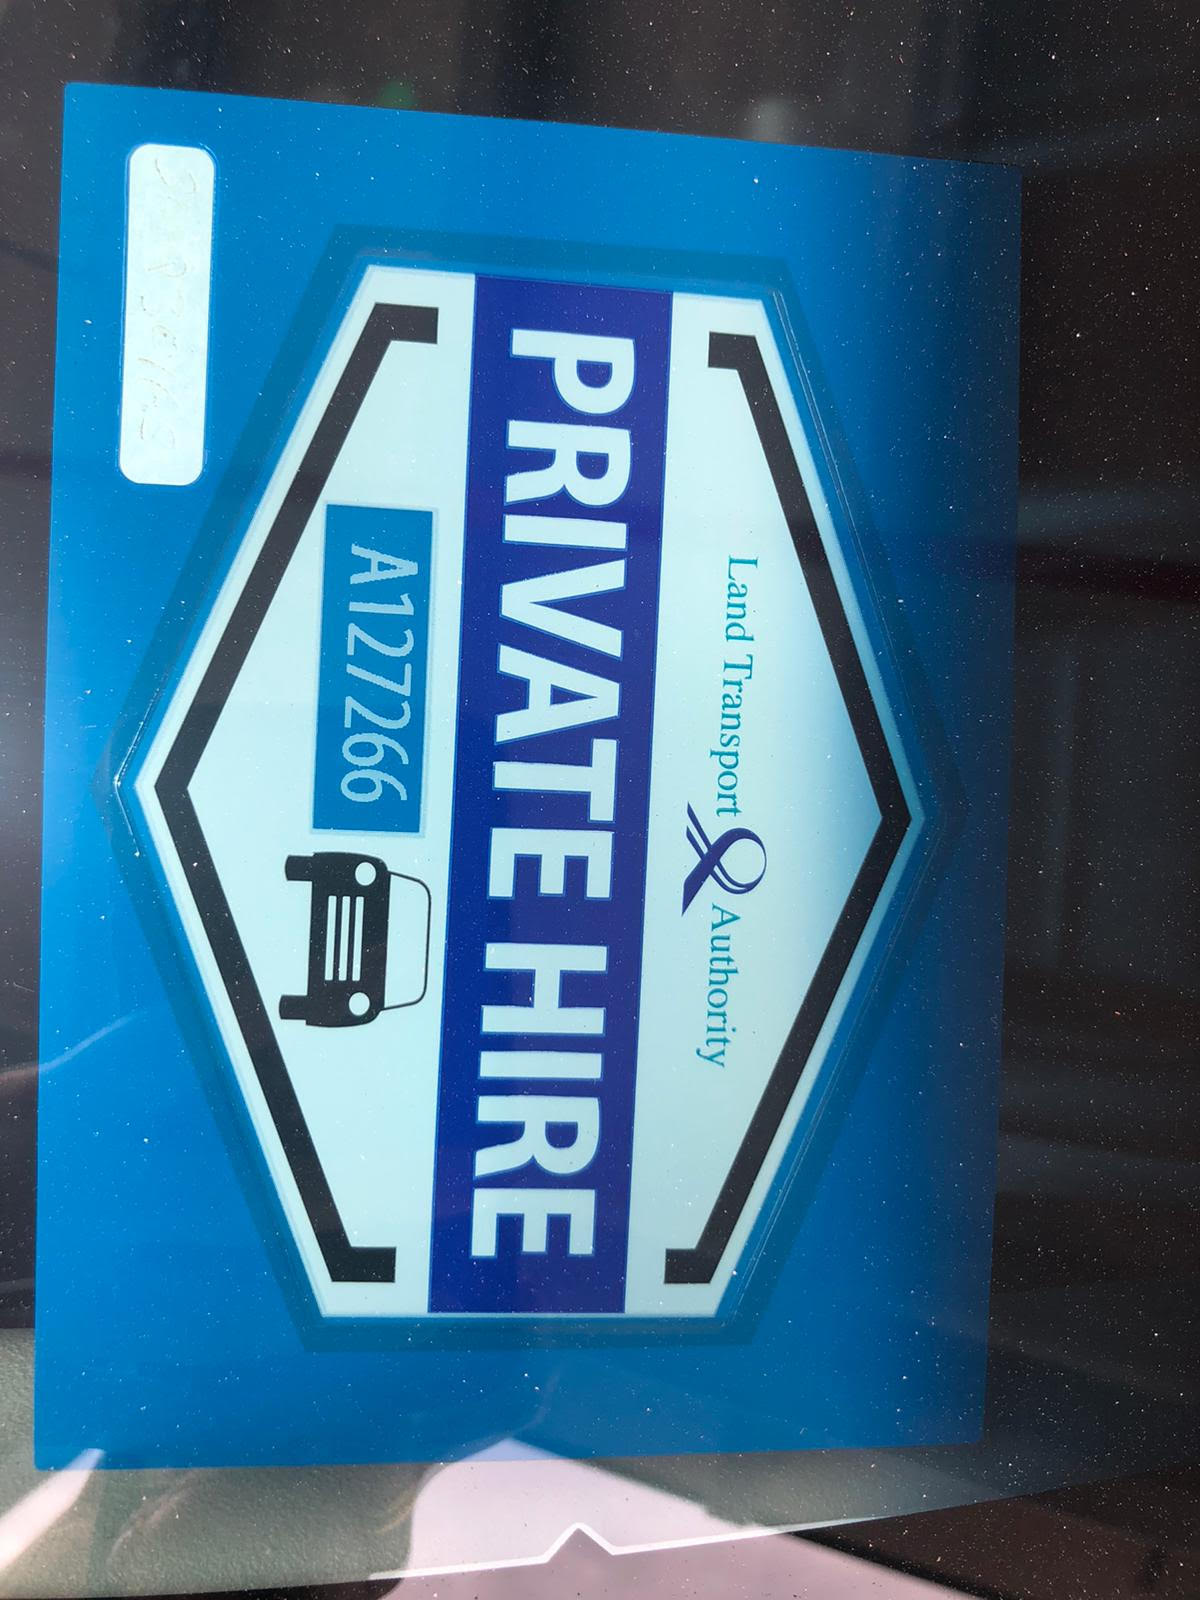 Land Transport Authority
PRIVATE HIRE
A127266